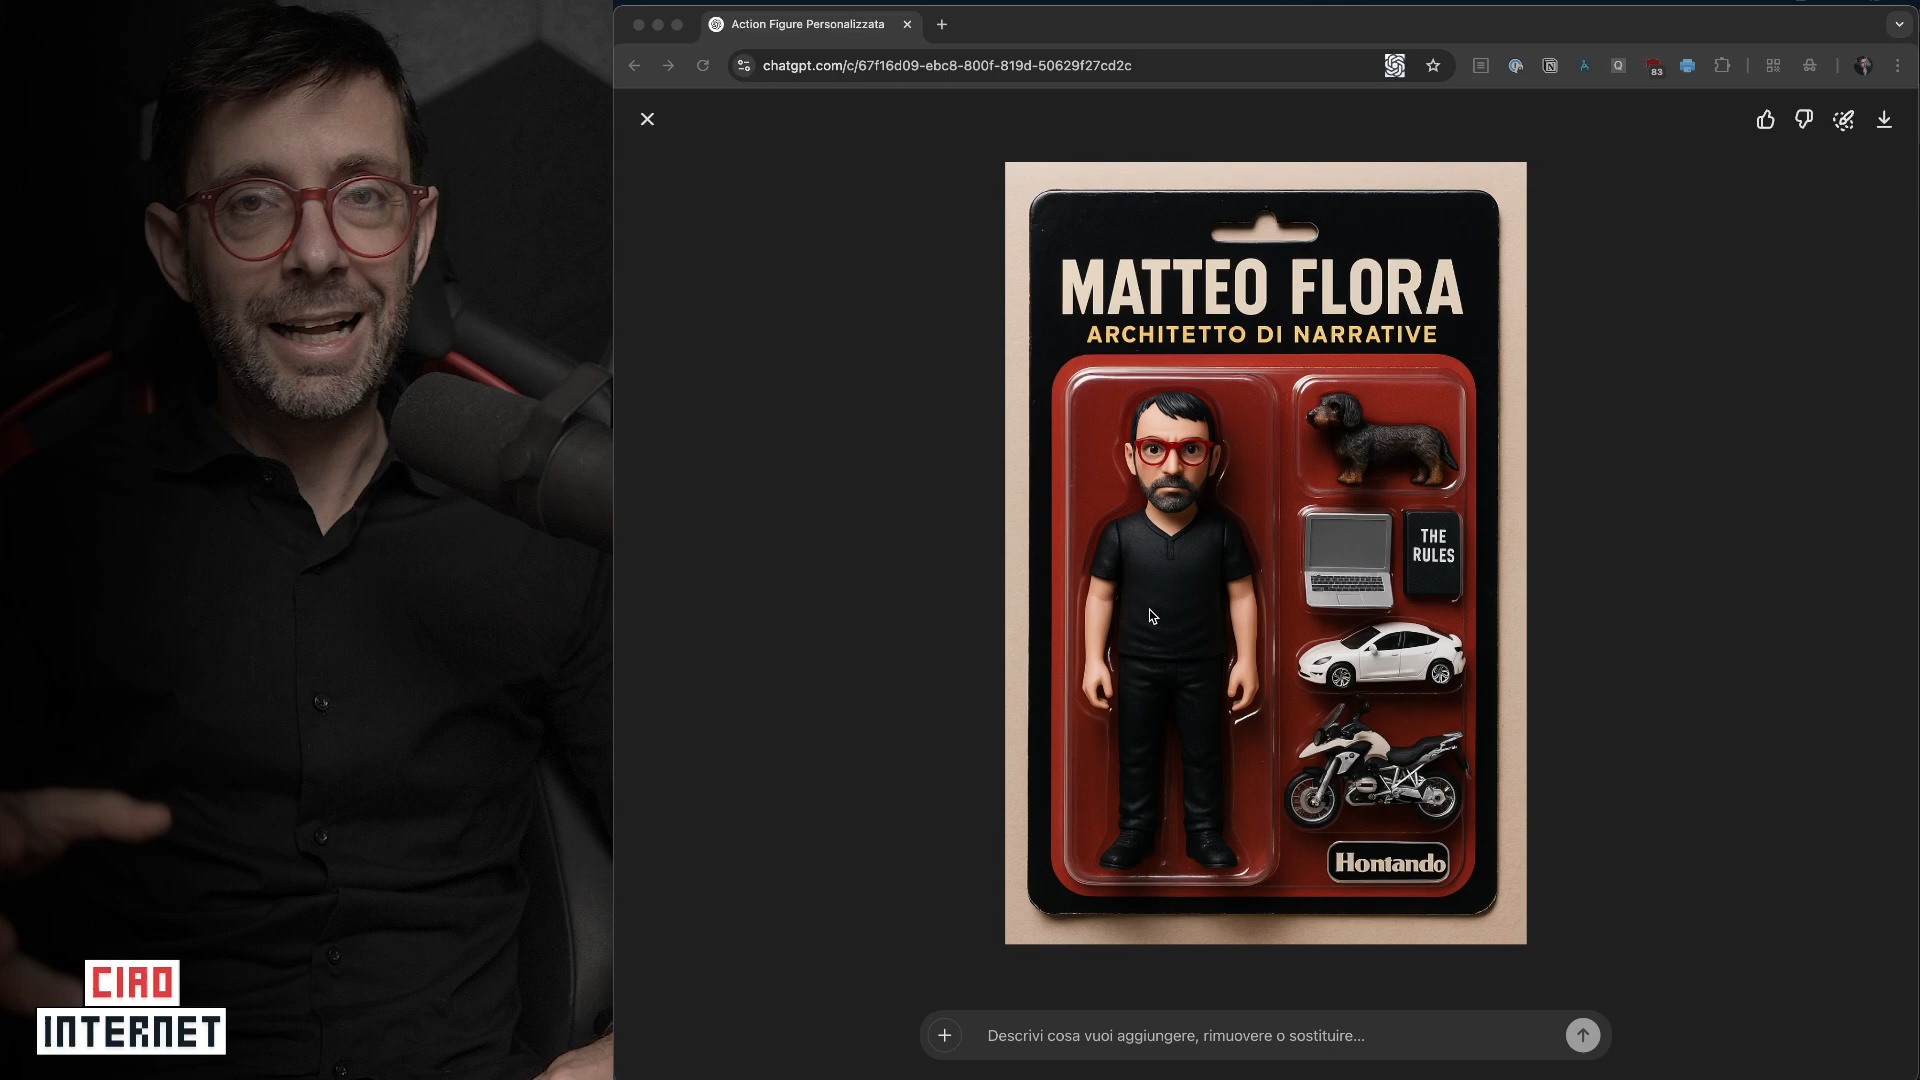 Action Figure Personalizzata
chatgpt.com/c/67f16d09-ebc8-800f-819d-50629f27cd2c
Q
83
MATTEO FLORA
ARCHITETTO DI NARRATIVE
THE
RULES
Hontando
Descrivi cosa vuoi aggiungere, rimuovere o sostituire...
CIAO
INTERNET